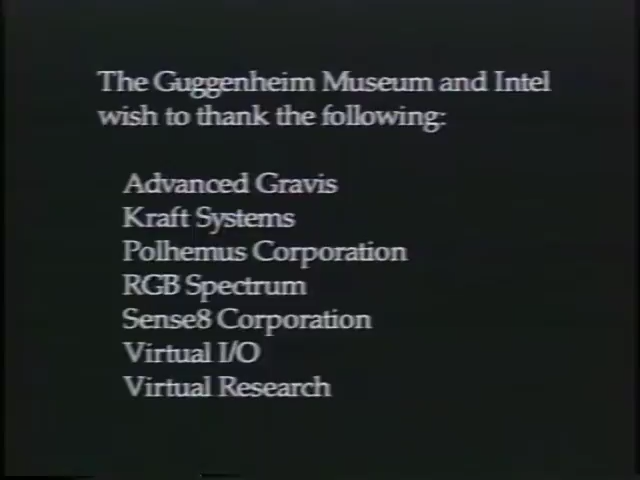 The Guggenheim Museum and Intel
wish to thank the following:
Advanced Gravis
Kraft Systems
Polhemus Corporation
RGB Spectrum
Sense8 Corporation
Virtual I/O
Virtual Research